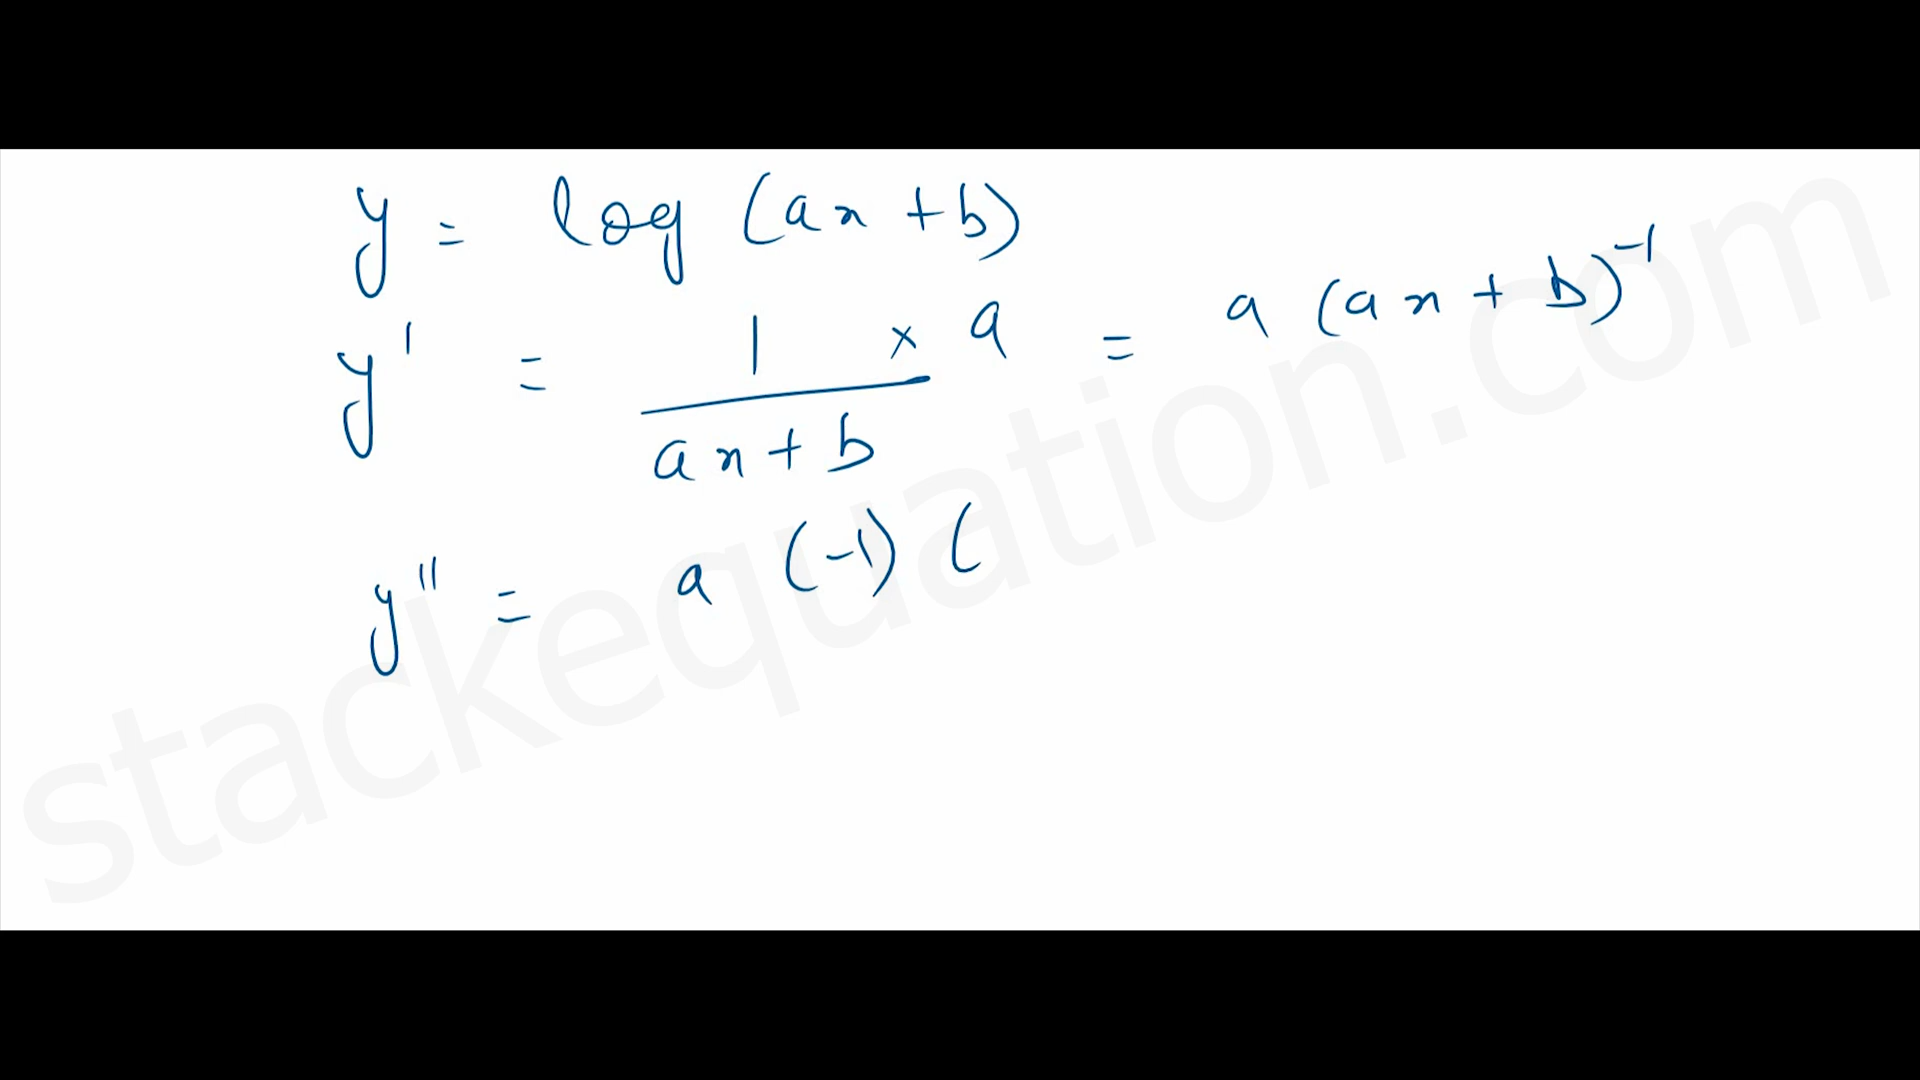 y = log (ax + b)
y' = 1 × a / ax + b = a (ax + b)⁻¹
y'' = a (-1) (
stackequation.com